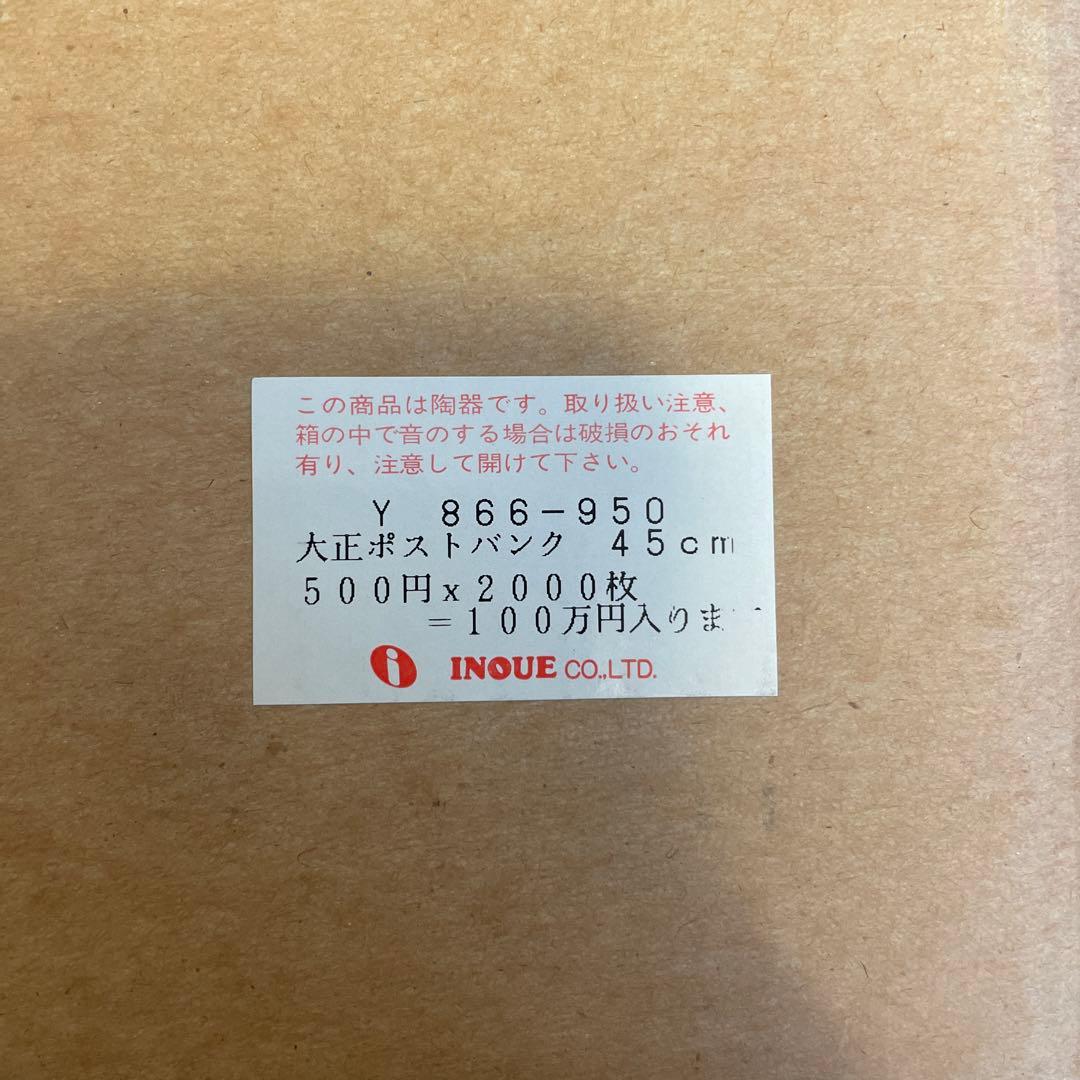 この商品は陶器です。取り扱い注意、
箱の中で音のする場合は破損のおそれ
有り、注意して開けて下さい。
Y 866-950
大正ポストバンク 45cm
500円x2000枚
=100万円入りま
i INOUE CO.,LTD.